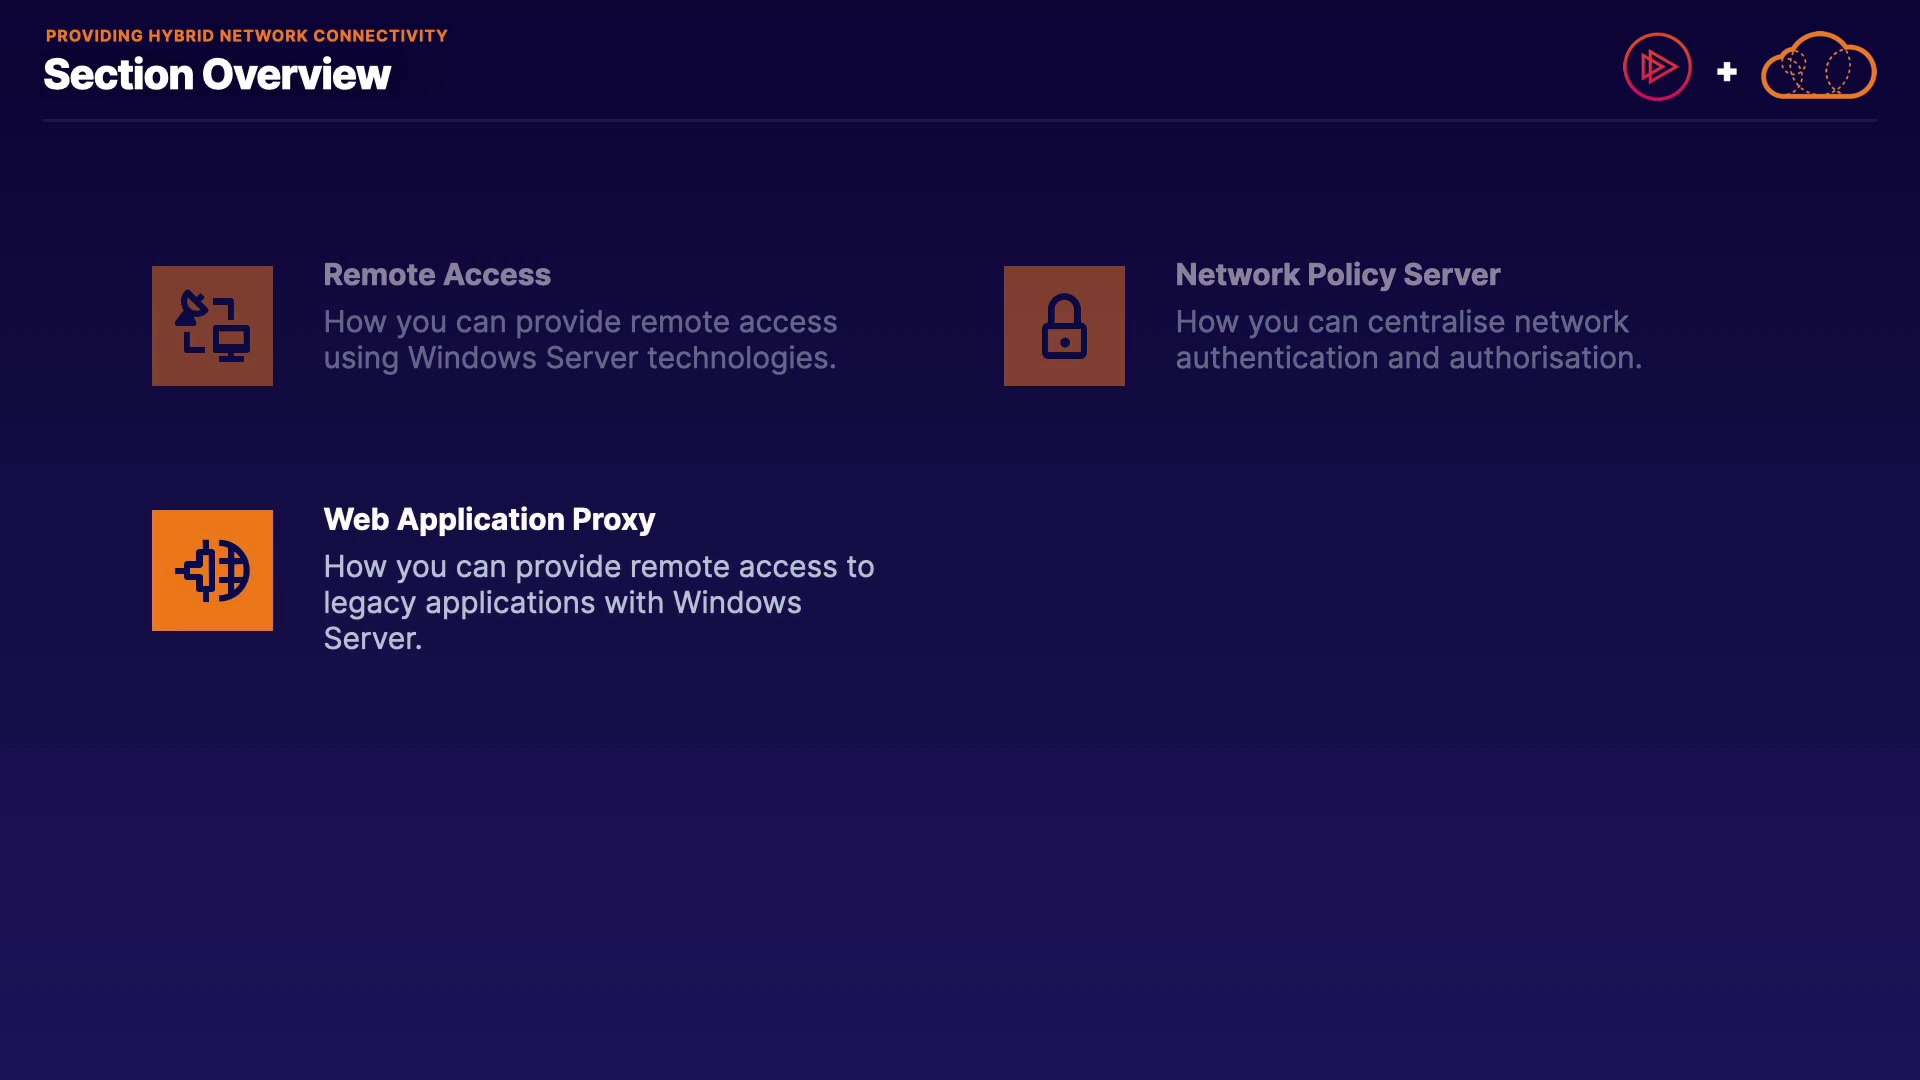 PROVIDING HYBRID NETWORK CONNECTIVITY
Section Overview
Remote Access
How you can provide remote access
using Windows Server technologies.
Network Policy Server
How you can centralise network
authentication and authorisation.
Web Application Proxy
How you can provide remote access to
legacy applications with Windows
Server.